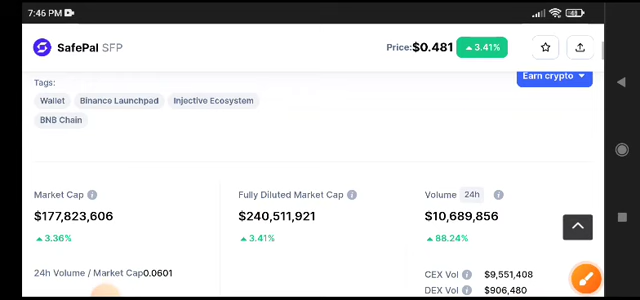 7:46 PM
SafePal SFP Price:$0.481 3.41%
Tags:
Earn crypto
Wallet Binance Launchpad Injective Ecosystem
BNB Chain
Market Cap Fully Diluted Market Cap Volume 24h
$177,823,606 $240,511,921 $10,689,856
3.36% 3.41% 88.24%
24h Volume / Market Cap 0.0601
CEX Vol $9,551,408
DEX Vol $906,480